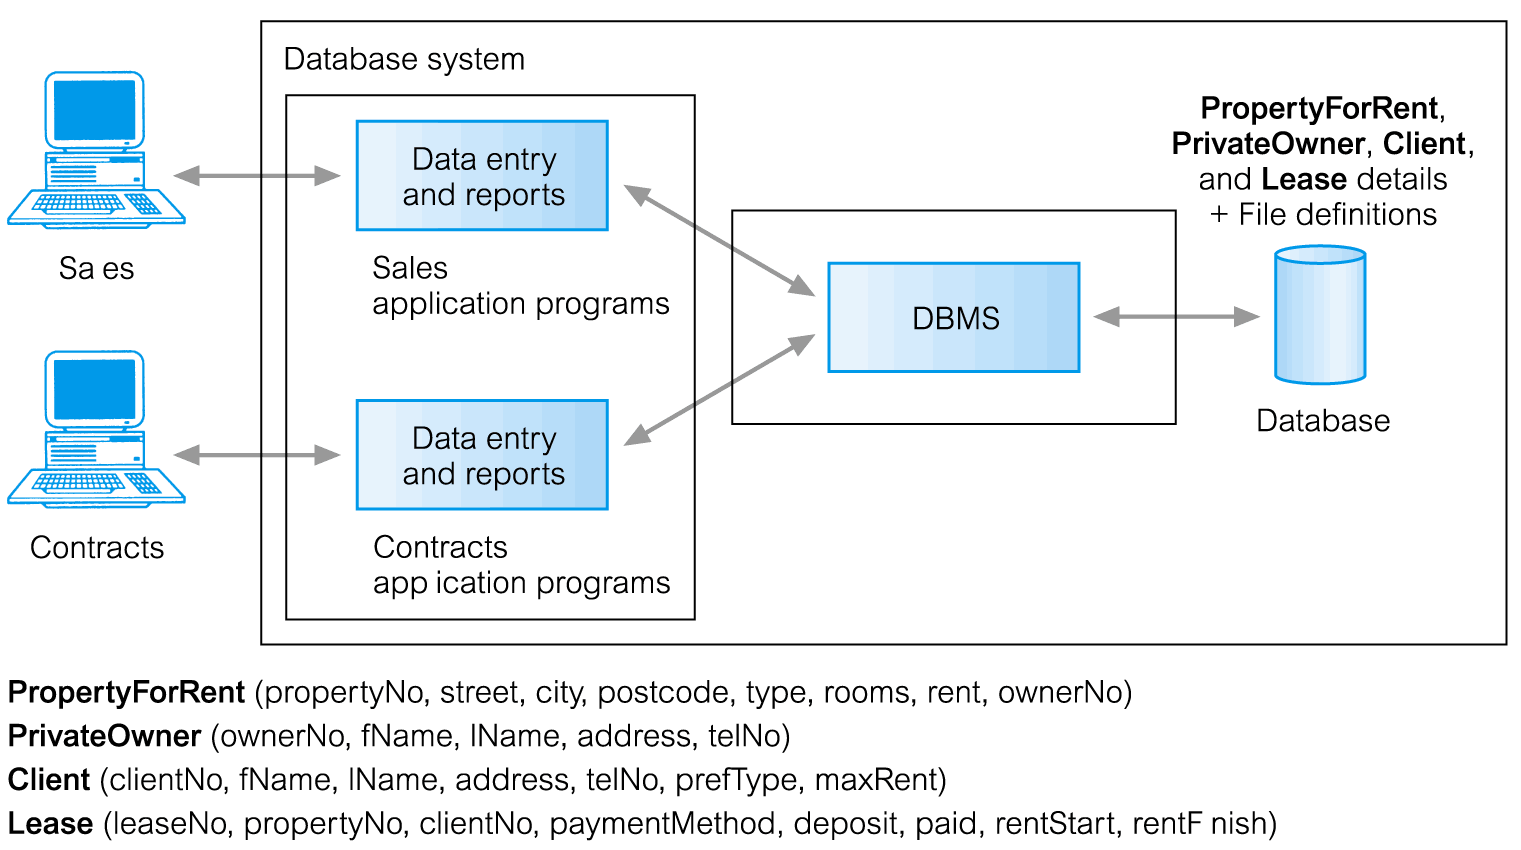 Database system
PropertyForRent,
PrivateOwner, Client,
and Lease details
+ File definitions
Data entry
and reports
Sa es
Sales
application programs
DBMS
Database
Data entry
and reports
Contracts
Contracts
app ication programs
PropertyForRent (propertyNo, street, city, postcode, type, rooms, rent, ownerNo)
PrivateOwner (ownerNo, fName, lName, address, telNo)
Client (clientNo, fName, lName, address, telNo, prefType, maxRent)
Lease (leaseNo, propertyNo, clientNo, paymentMethod, deposit, paid, rentStart, rentF nish)